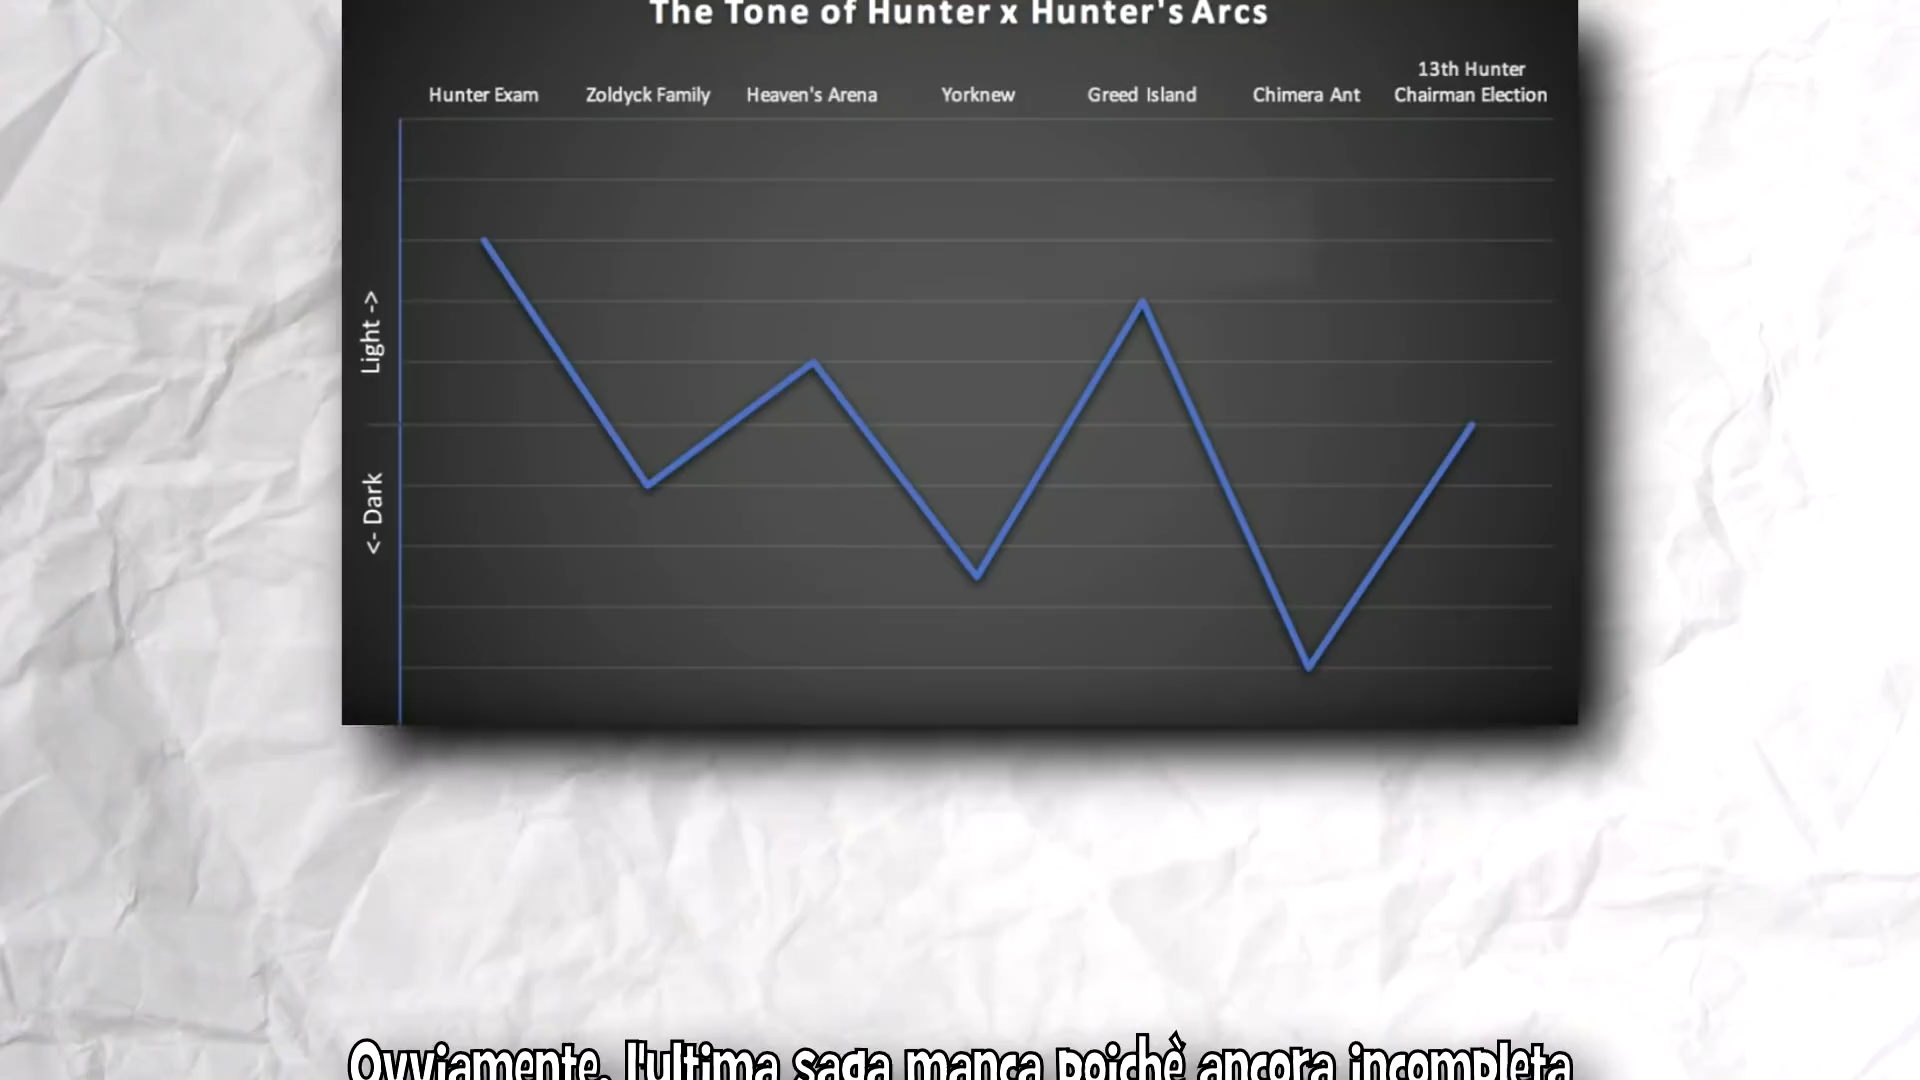 The Tone of Hunter x Hunter's Arcs
13th Hunter
Hunter Exam Zoldyck Family Heaven's Arena Yorknew Greed Island Chimera Ant Chairman Election
Light ->
<- Dark
Ovviamente, l'ultima saga manca poichè ancora incompleta